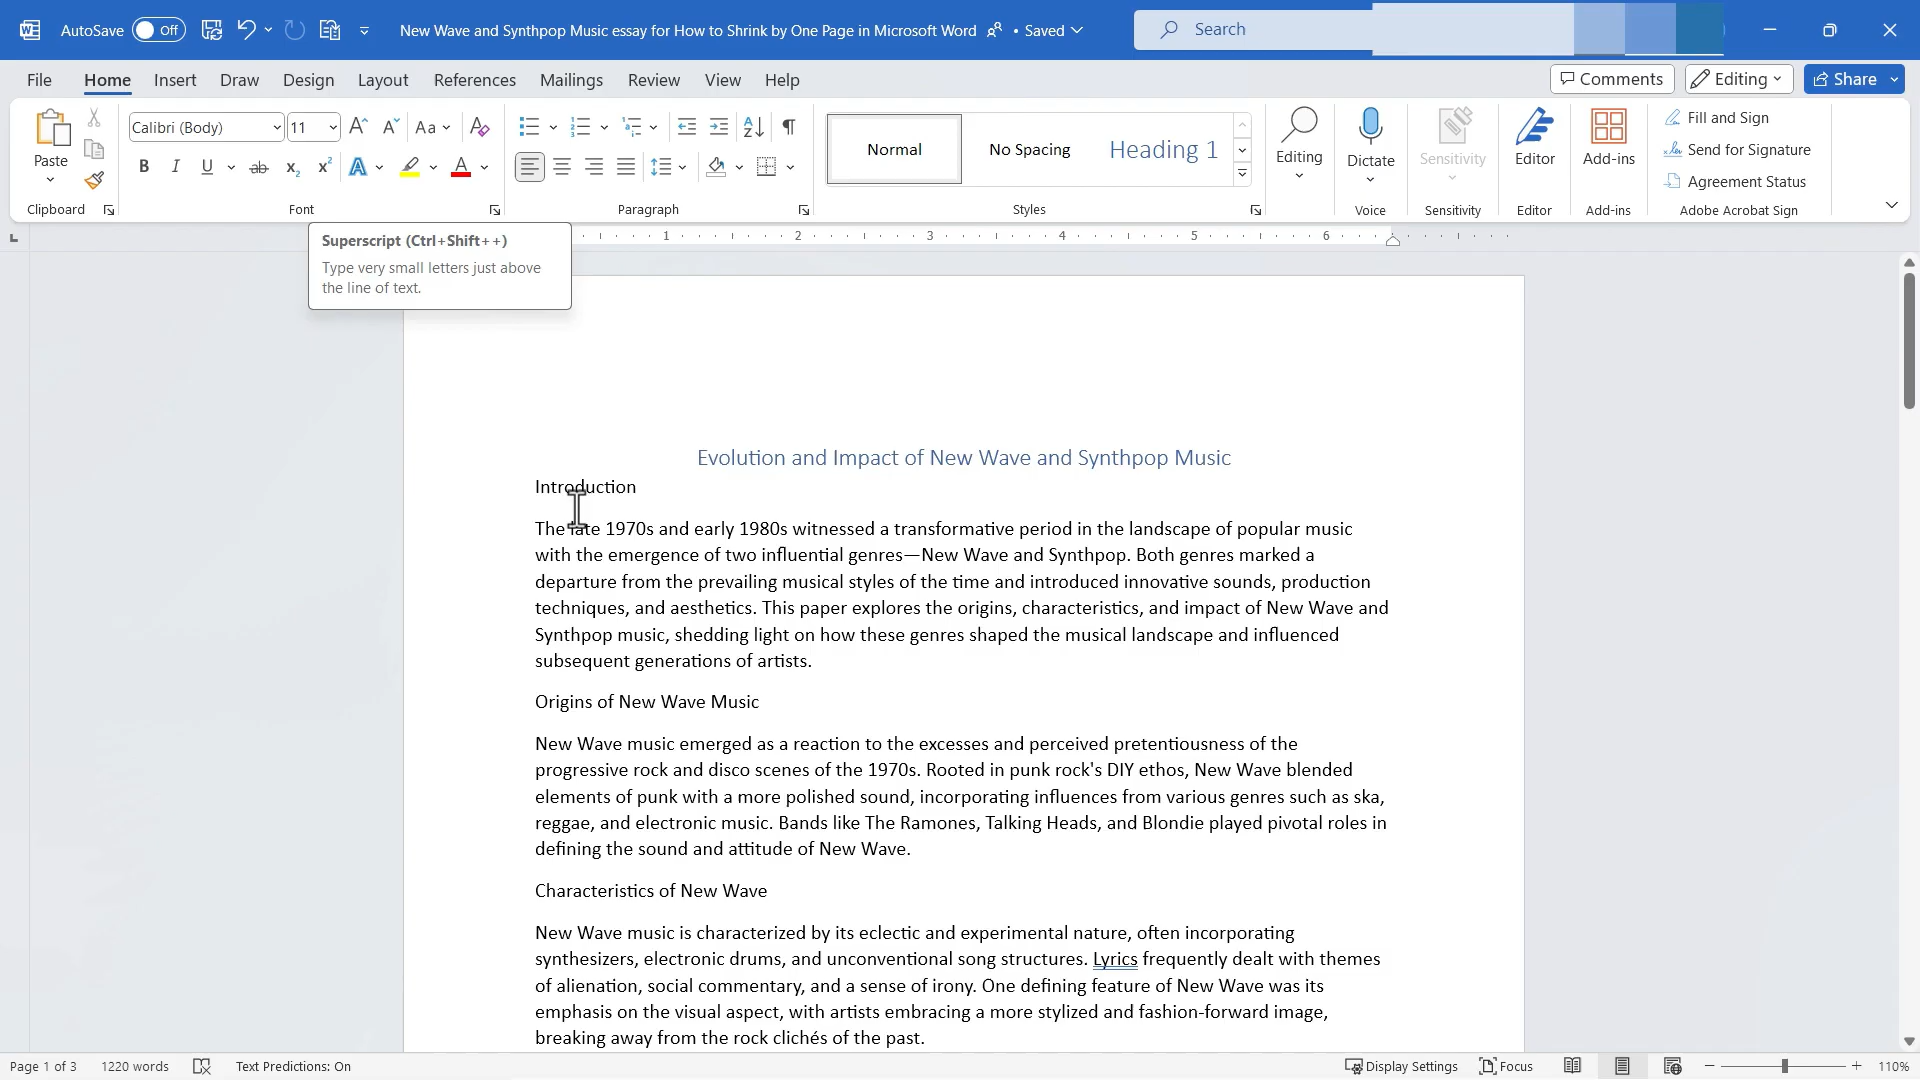 AutoSave Off New Wave and Synthpop Music essay for How to Shrink by One Page in Microsoft Word • Saved Search
File Home Insert Draw Design Layout References Mailings Review View Help Comments Editing Share
Calibri (Body) 11 Aa
Paste B I U ab x₂ x² A A Normal No Spacing Heading 1 Editing Dictate Sensitivity Editor Add-ins
Fill and Sign
Send for Signature
Agreement Status
Clipboard Font Paragraph Styles Voice Sensitivity Editor Add-ins Adobe Acrobat Sign
1 2 3 4 5 6
Superscript (Ctrl+Shift++)
Type very small letters just above
the line of text.
Evolution and Impact of New Wave and Synthpop Music
Introduction
The late 1970s and early 1980s witnessed a transformative period in the landscape of popular music
with the emergence of two influential genres—New Wave and Synthpop. Both genres marked a
departure from the prevailing musical styles of the time and introduced innovative sounds, production
techniques, and aesthetics. This paper explores the origins, characteristics, and impact of New Wave and
Synthpop music, shedding light on how these genres shaped the musical landscape and influenced
subsequent generations of artists.
Origins of New Wave Music
New Wave music emerged as a reaction to the excesses and perceived pretentiousness of the
progressive rock and disco scenes of the 1970s. Rooted in punk rock's DIY ethos, New Wave blended
elements of punk with a more polished sound, incorporating influences from various genres such as ska,
reggae, and electronic music. Bands like The Ramones, Talking Heads, and Blondie played pivotal roles in
defining the sound and attitude of New Wave.
Characteristics of New Wave
New Wave music is characterized by its eclectic and experimental nature, often incorporating
synthesizers, electronic drums, and unconventional song structures. Lyrics frequently dealt with themes
of alienation, social commentary, and a sense of irony. One defining feature of New Wave was its
emphasis on the visual aspect, with artists embracing a more stylized and fashion-forward image,
breaking away from the rock clichés of the past.
Page 1 of 3 1220 words Text Predictions: On Display Settings Focus 110%